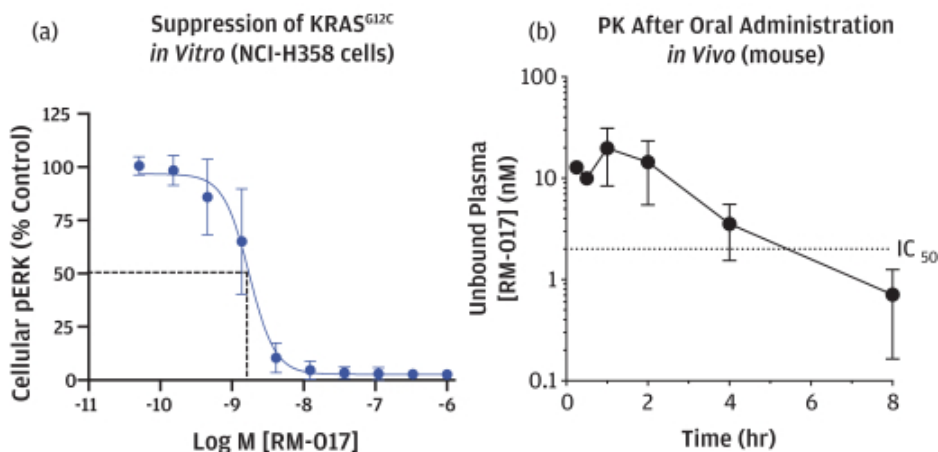 (a)
Suppression of KRASᴳ¹²ᶜ
in Vitro (NCI-H358 cells)
Cellular pERK (% Control)
125
100
75
50
25
0
-11 -10 -9 -8 -7 -6
Log M [RM-017]
(b)
PK After Oral Administration
in Vivo (mouse)
Unbound Plasma
[RM-017] (nM)
100
10
1
0.1
IC 50
0 2 4 6 8
Time (hr)